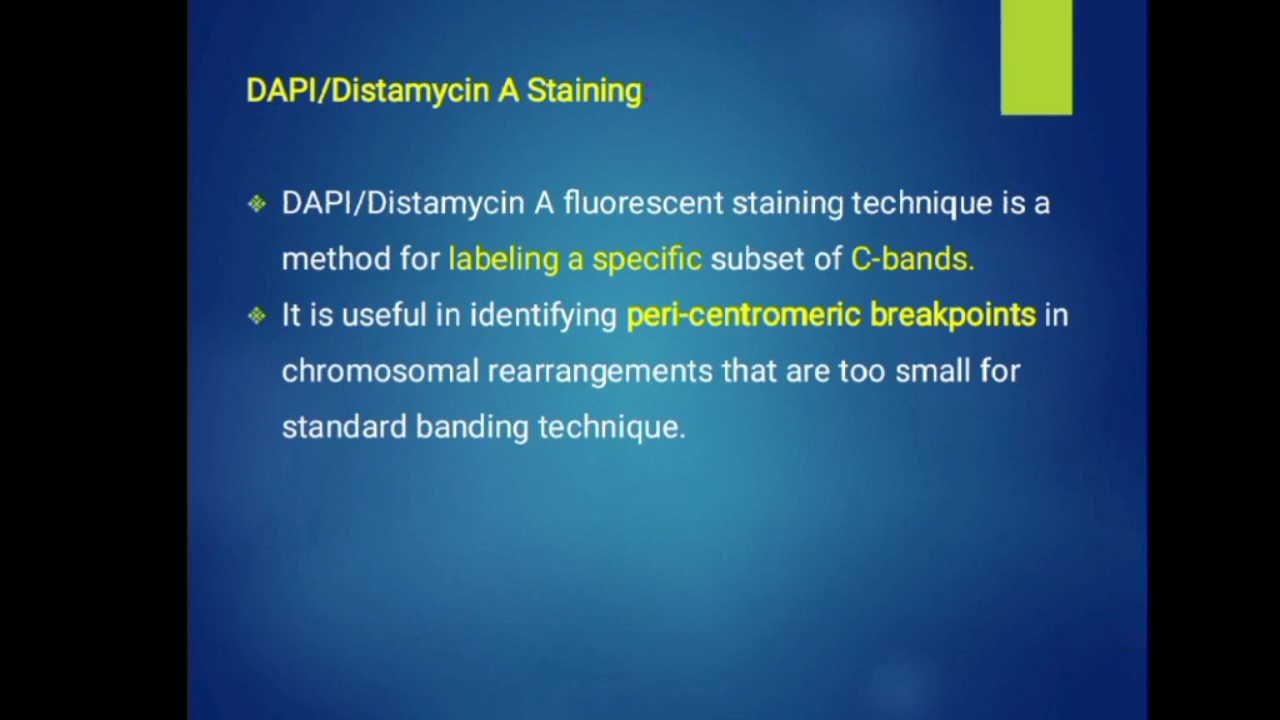 DAPI/Distamycin A Staining
DAPI/Distamycin A fluorescent staining technique is a
method for labeling a specific subset of C-bands.
It is useful in identifying peri-centromeric breakpoints in
chromosomal rearrangements that are too small for
standard banding technique.